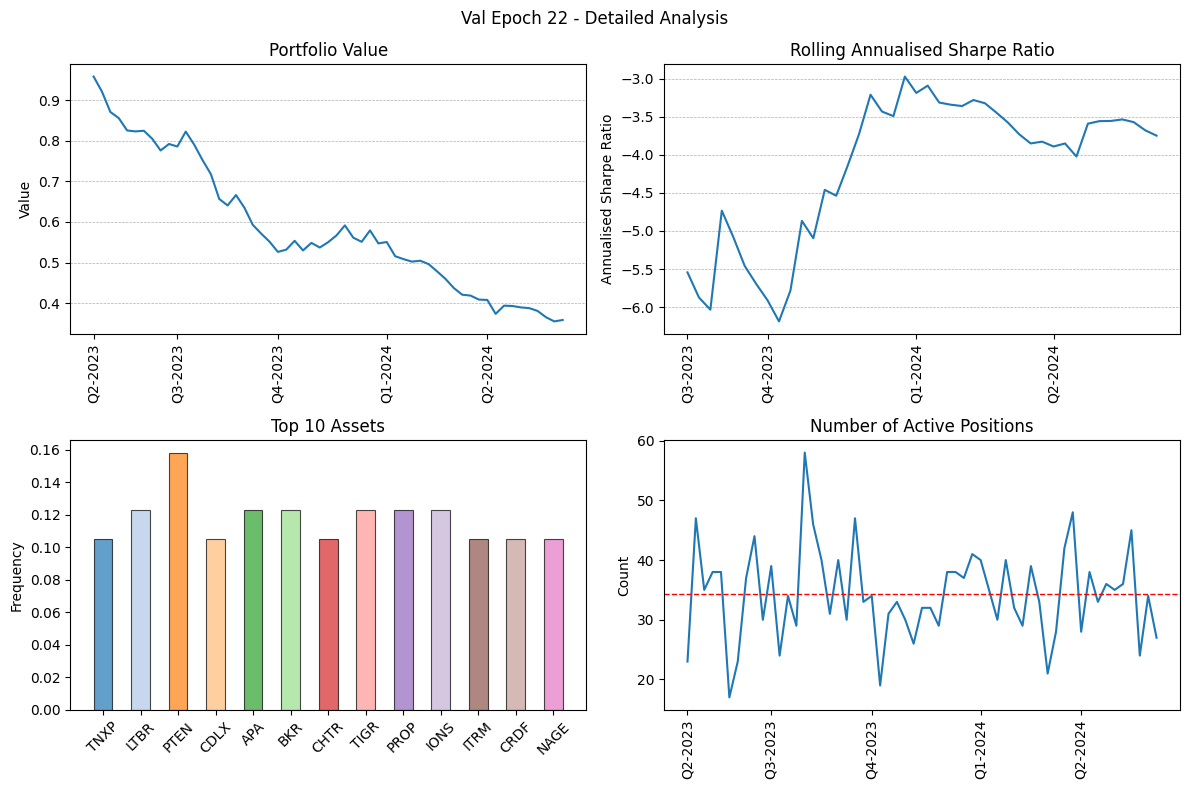 Val Epoch 22 - Detailed Analysis
Portfolio Value
Value
0.9
0.8
0.7
0.6
0.5
0.4
Q2-2023
Q3-2023
Q4-2023
Q1-2024
Q2-2024
Rolling Annualised Sharpe Ratio
Annualised Sharpe Ratio
-3.0
-3.5
-4.0
-4.5
-5.0
-5.5
-6.0
Q3-2023
Q4-2023
Q1-2024
Q2-2024
Top 10 Assets
Frequency
0.16
0.14
0.12
0.10
0.08
0.06
0.04
0.02
0.00
TNXP
LTBR
PTEN
CDLX
APA
BKR
CHTR
TIGR
PROP
IONS
ITRM
CRDF
NAGE
Number of Active Positions
Count
60
50
40
30
20
Q2-2023
Q3-2023
Q4-2023
Q1-2024
Q2-2024